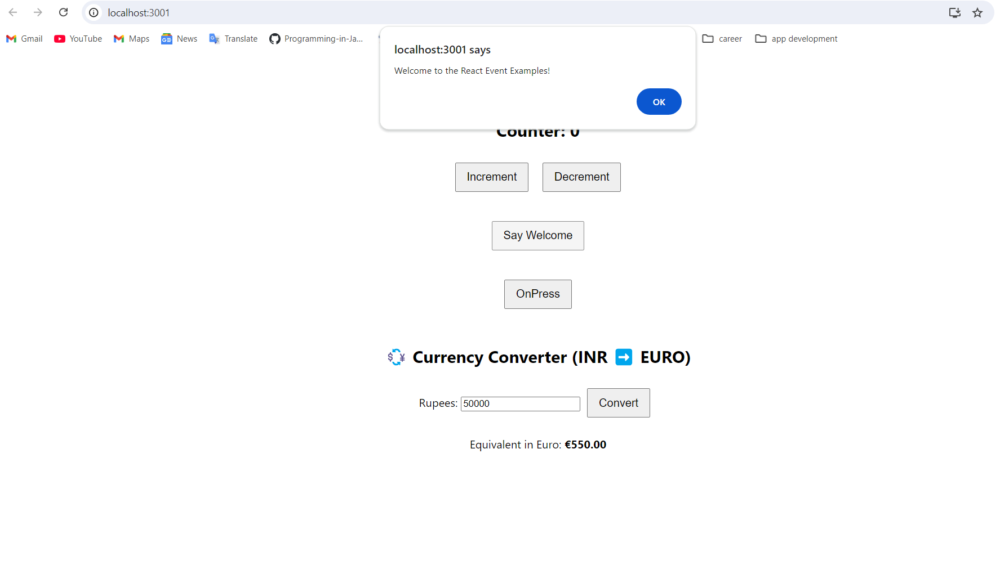 localhost:3001
Gmail YouTube Maps News Translate Programming-in-Ja... career app development
localhost:3001 says
Welcome to the React Event Examples!
OK
Counter: 0
Increment Decrement
Say Welcome
OnPress
Currency Converter (INR ➡️ EURO)
Rupees: 50000 Convert
Equivalent in Euro: €550.00